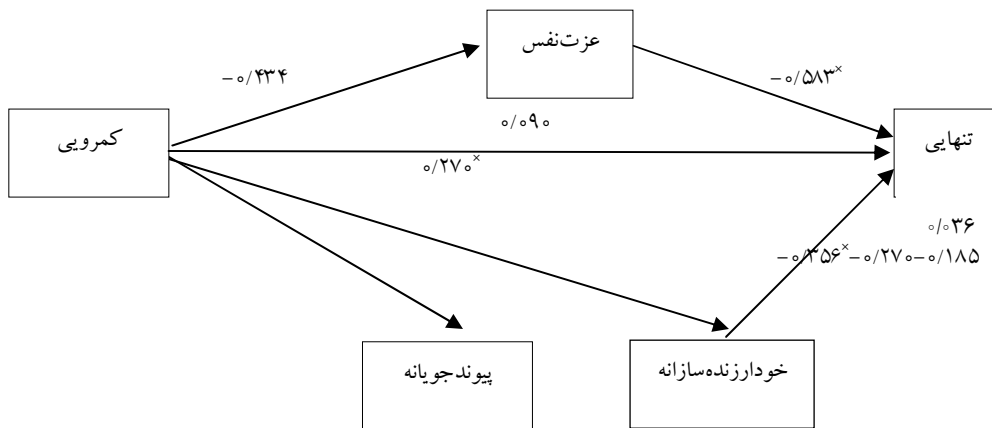 عزت‌نفس
-۰/۴۳۴
-۰/۵۸۳×
۰/۰۹۰
کمرویی
تنهایی
۰/۲۷۰×
۰/۰۳۶
-۰/۳۵۶×-۰/۲۷۰-۰/۱۸۵
پیوندجویانه
خودارزنده‌سازانه